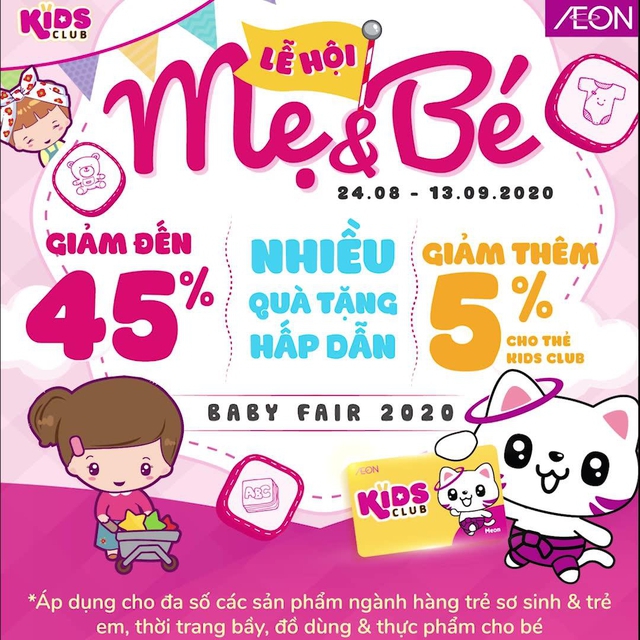 KIDS
CLUB
ÆON
LỄ HỘI
Mẹ & Bé
24.08 - 13.09.2020
GIẢM ĐẾN
45%
NHIỀU
QUÀ TẶNG
HẤP DẪN
GIẢM THÊM
5%
CHO THẺ
KIDS CLUB
BABY FAIR 2020
ABC
ÆON
KIDS
CLUB
Meon
*Áp dụng cho đa số các sản phẩm ngành hàng trẻ sơ sinh & trẻ
em, thời trang bầy, đồ dùng & thực phẩm cho bé